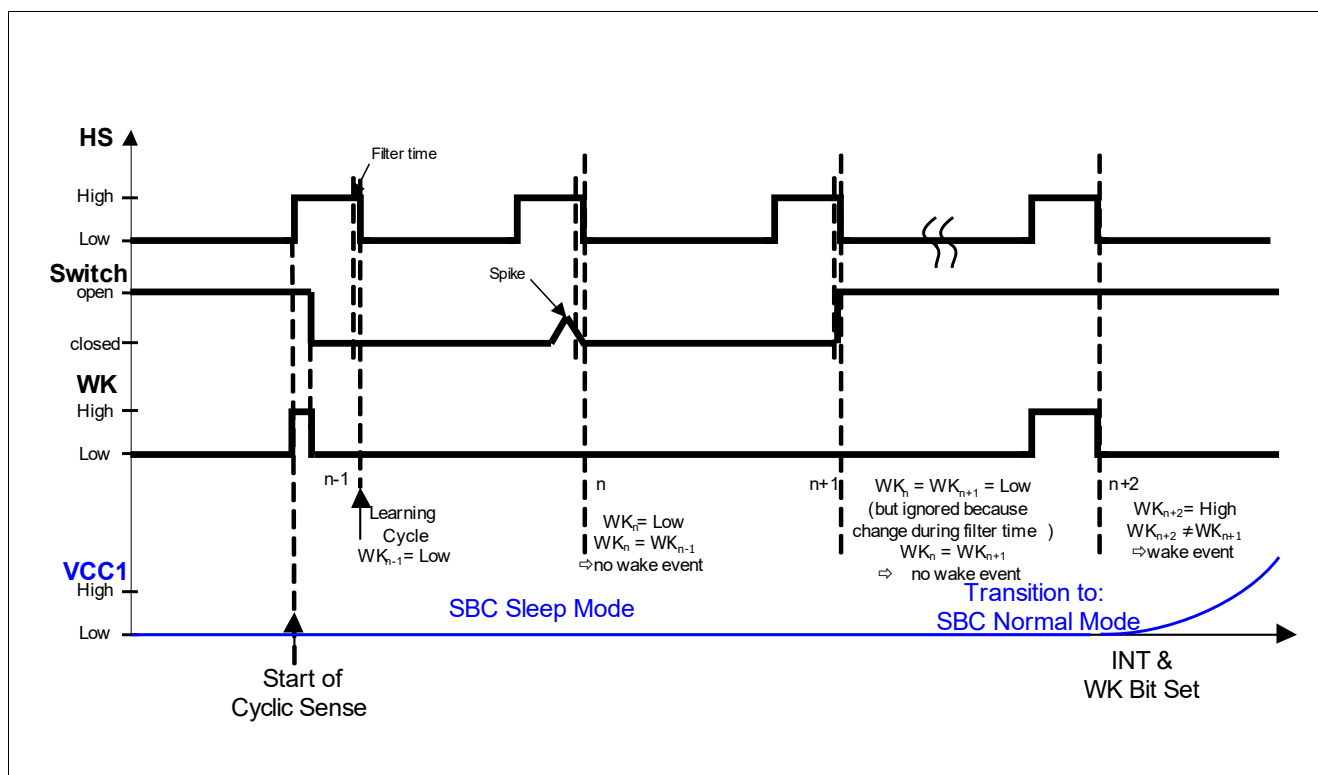 HS
Filter time
High
Low
Switch
open
Spike
closed
WK
High
Low
n-1
Learning
Cycle
WKn-1= Low
n
WKn= Low
WKn = WKn-1
⇨no wake event
n+1
WKn = WKn+1 = Low
(but ignored because
change during filter time )
WKn = WKn+1
⇨ no wake event
n+2
WKn+2= High
WKn+2 ≠WKn+1
⇨wake event
VCC1
High
Low
SBC Sleep Mode
Transition to:
SBC Normal Mode
Start of
Cyclic Sense
INT &
WK Bit Set